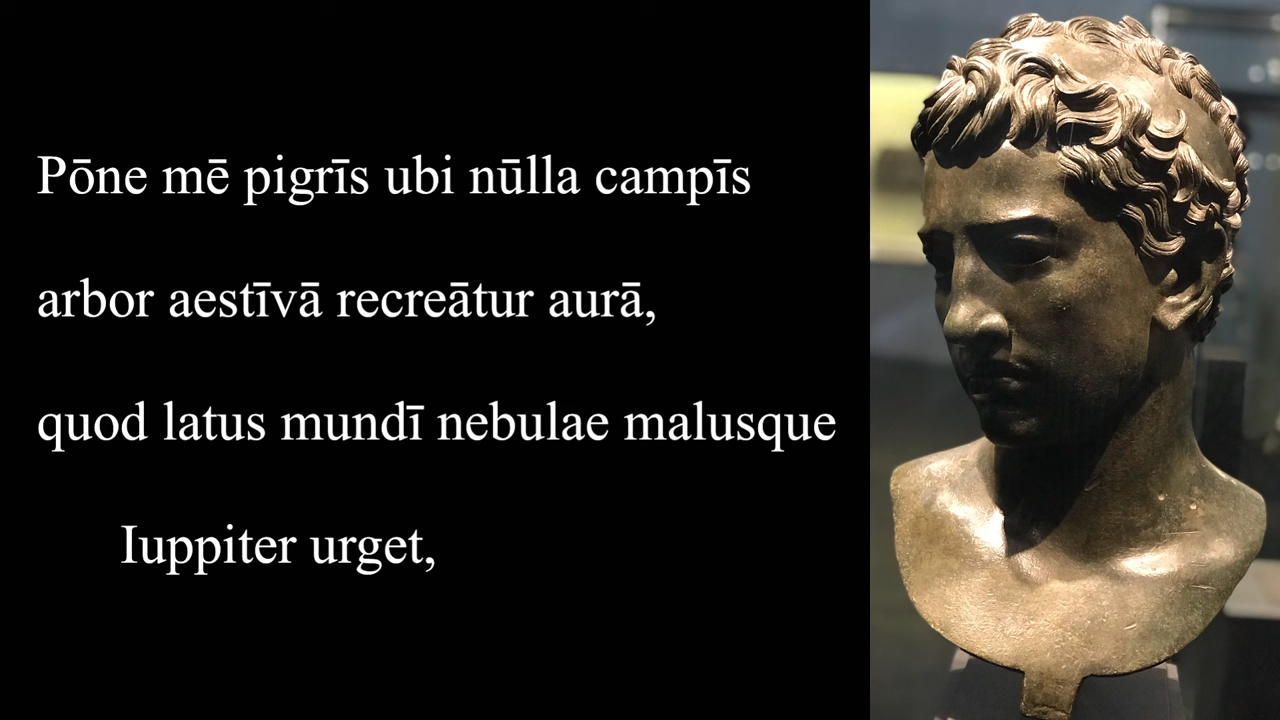 Pōne mē pigrīs ubi nūlla campīs
arbor aestīvā recreātur aurā,
quod latus mundī nebulae malusque
Iuppiter urget,